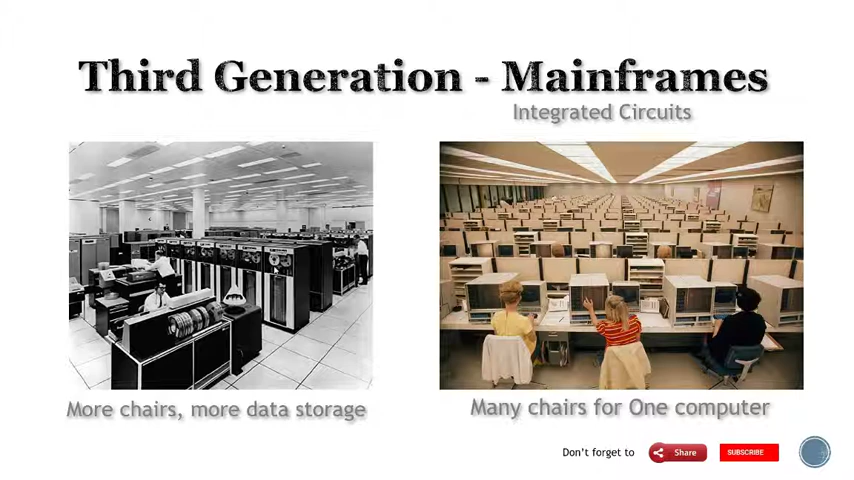 Third Generation - Mainframes
Integrated Circuits
More chairs, more data storage
Many chairs for One computer
Don't forget to
Share
SUBSCRIBE